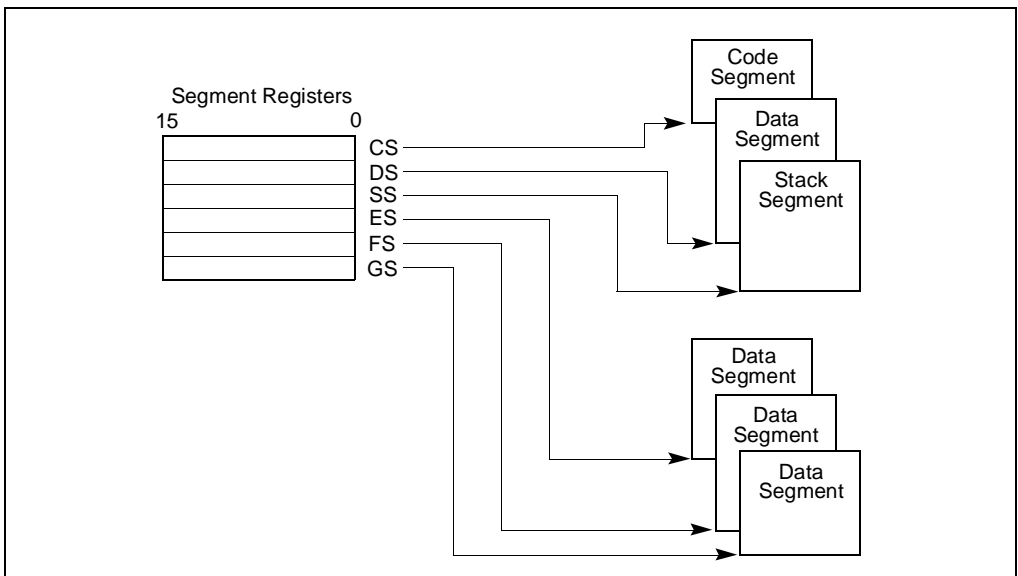 Segment Registers
15 0
CS
DS
SS
ES
FS
GS
Code
Segment
Data
Segment
Stack
Segment
Data
Segment
Data
Segment
Data
Segment